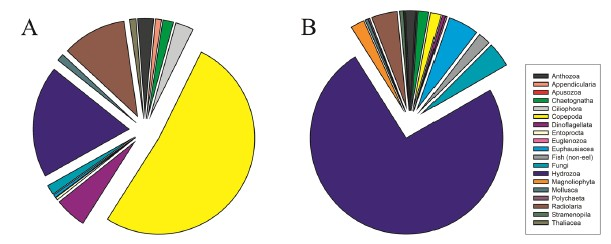 A
B
Anthozoa
Appendicularia
Apusozoa
Chaetognatha
Ciliophora
Copepoda
Dinoflagellata
Entoprocta
Euglenozoa
Euphausiacea
Fish (non-eel)
Fungi
Hydrozoa
Magnoliophyta
Mollusca
Polychaeta
Radiolaria
Stramenopila
Thaliacea